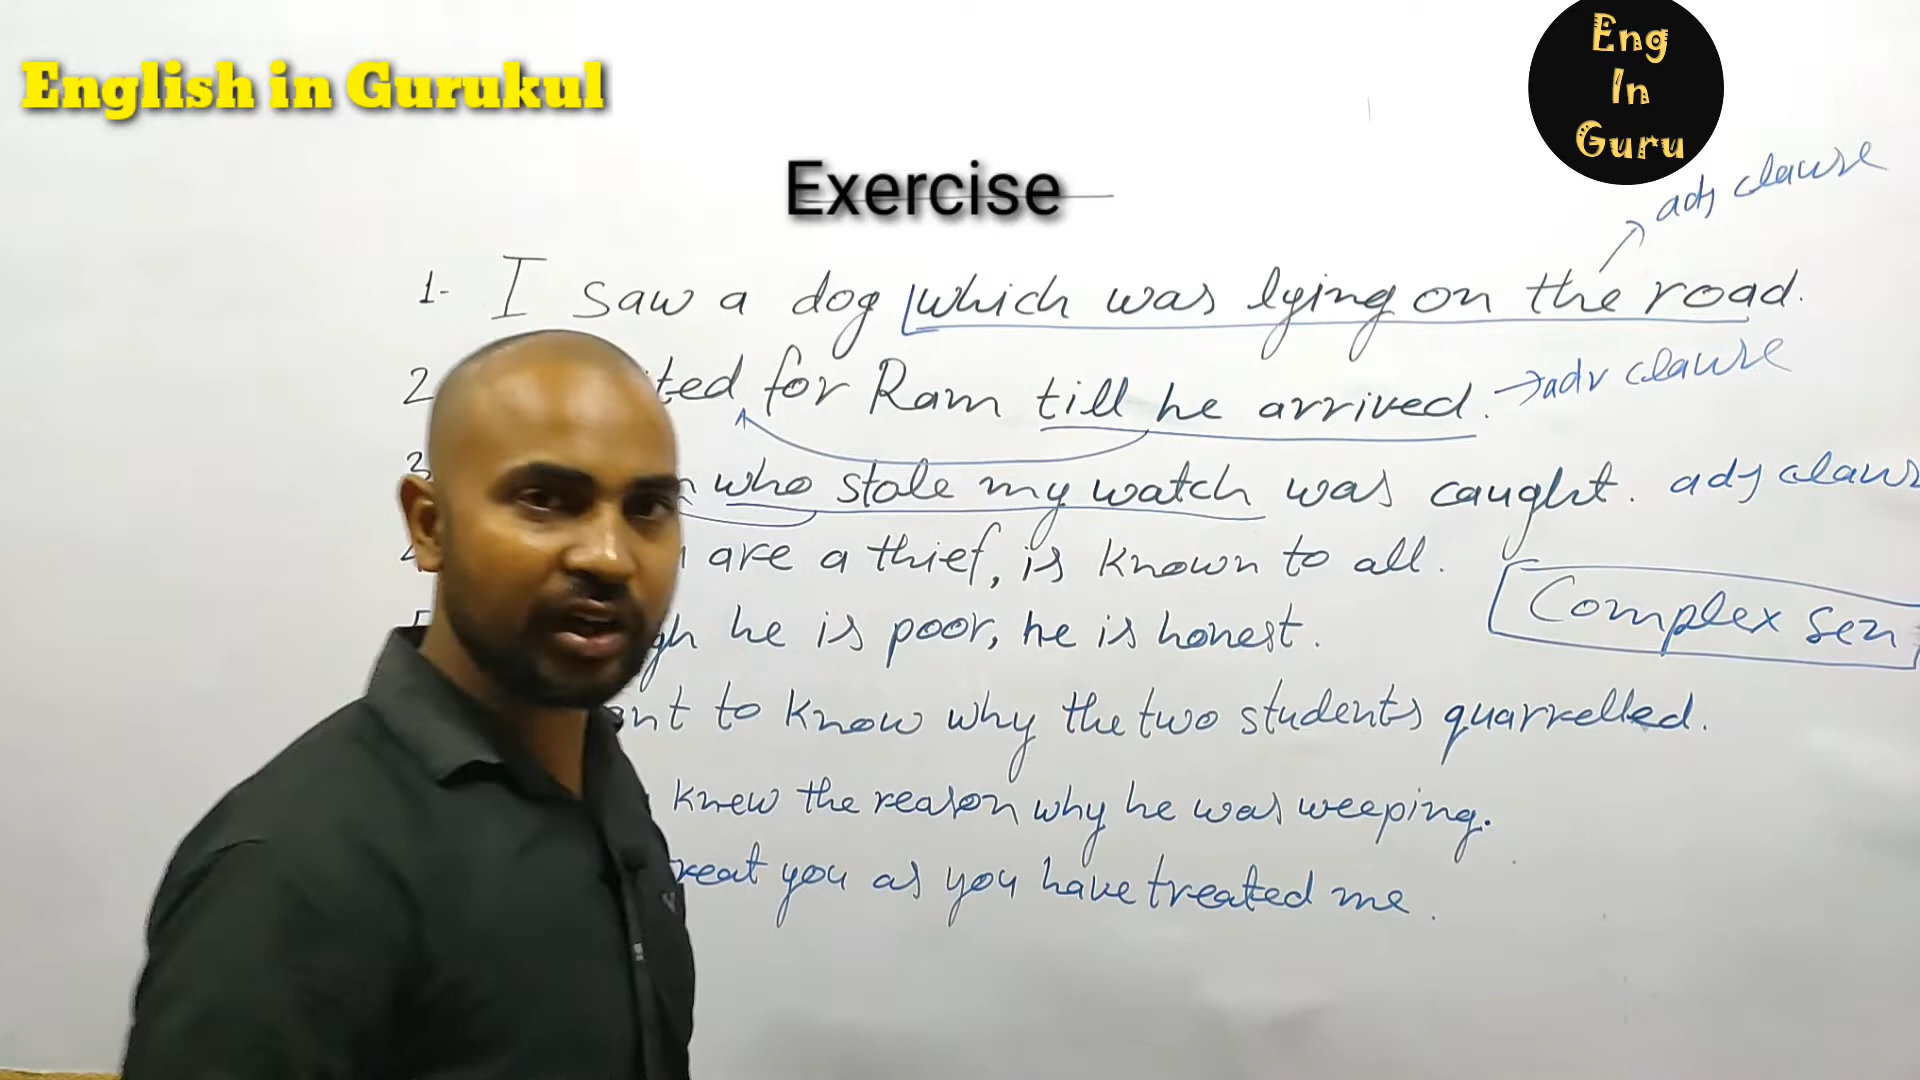 English in Gurukul
Eng
In
Guru
Exercise
adj clause
1- I saw a dog which was lying on the road.
2 ted for Ram till he arrived. → adv clause
3 who stole my watch was caught. adj claus
are a thief, is known to all.
Complex sen
gh he is poor, he is honest.
nt to know why the two students quarrelled.
knew the reason why he was weeping.
reat you as you have treated me.